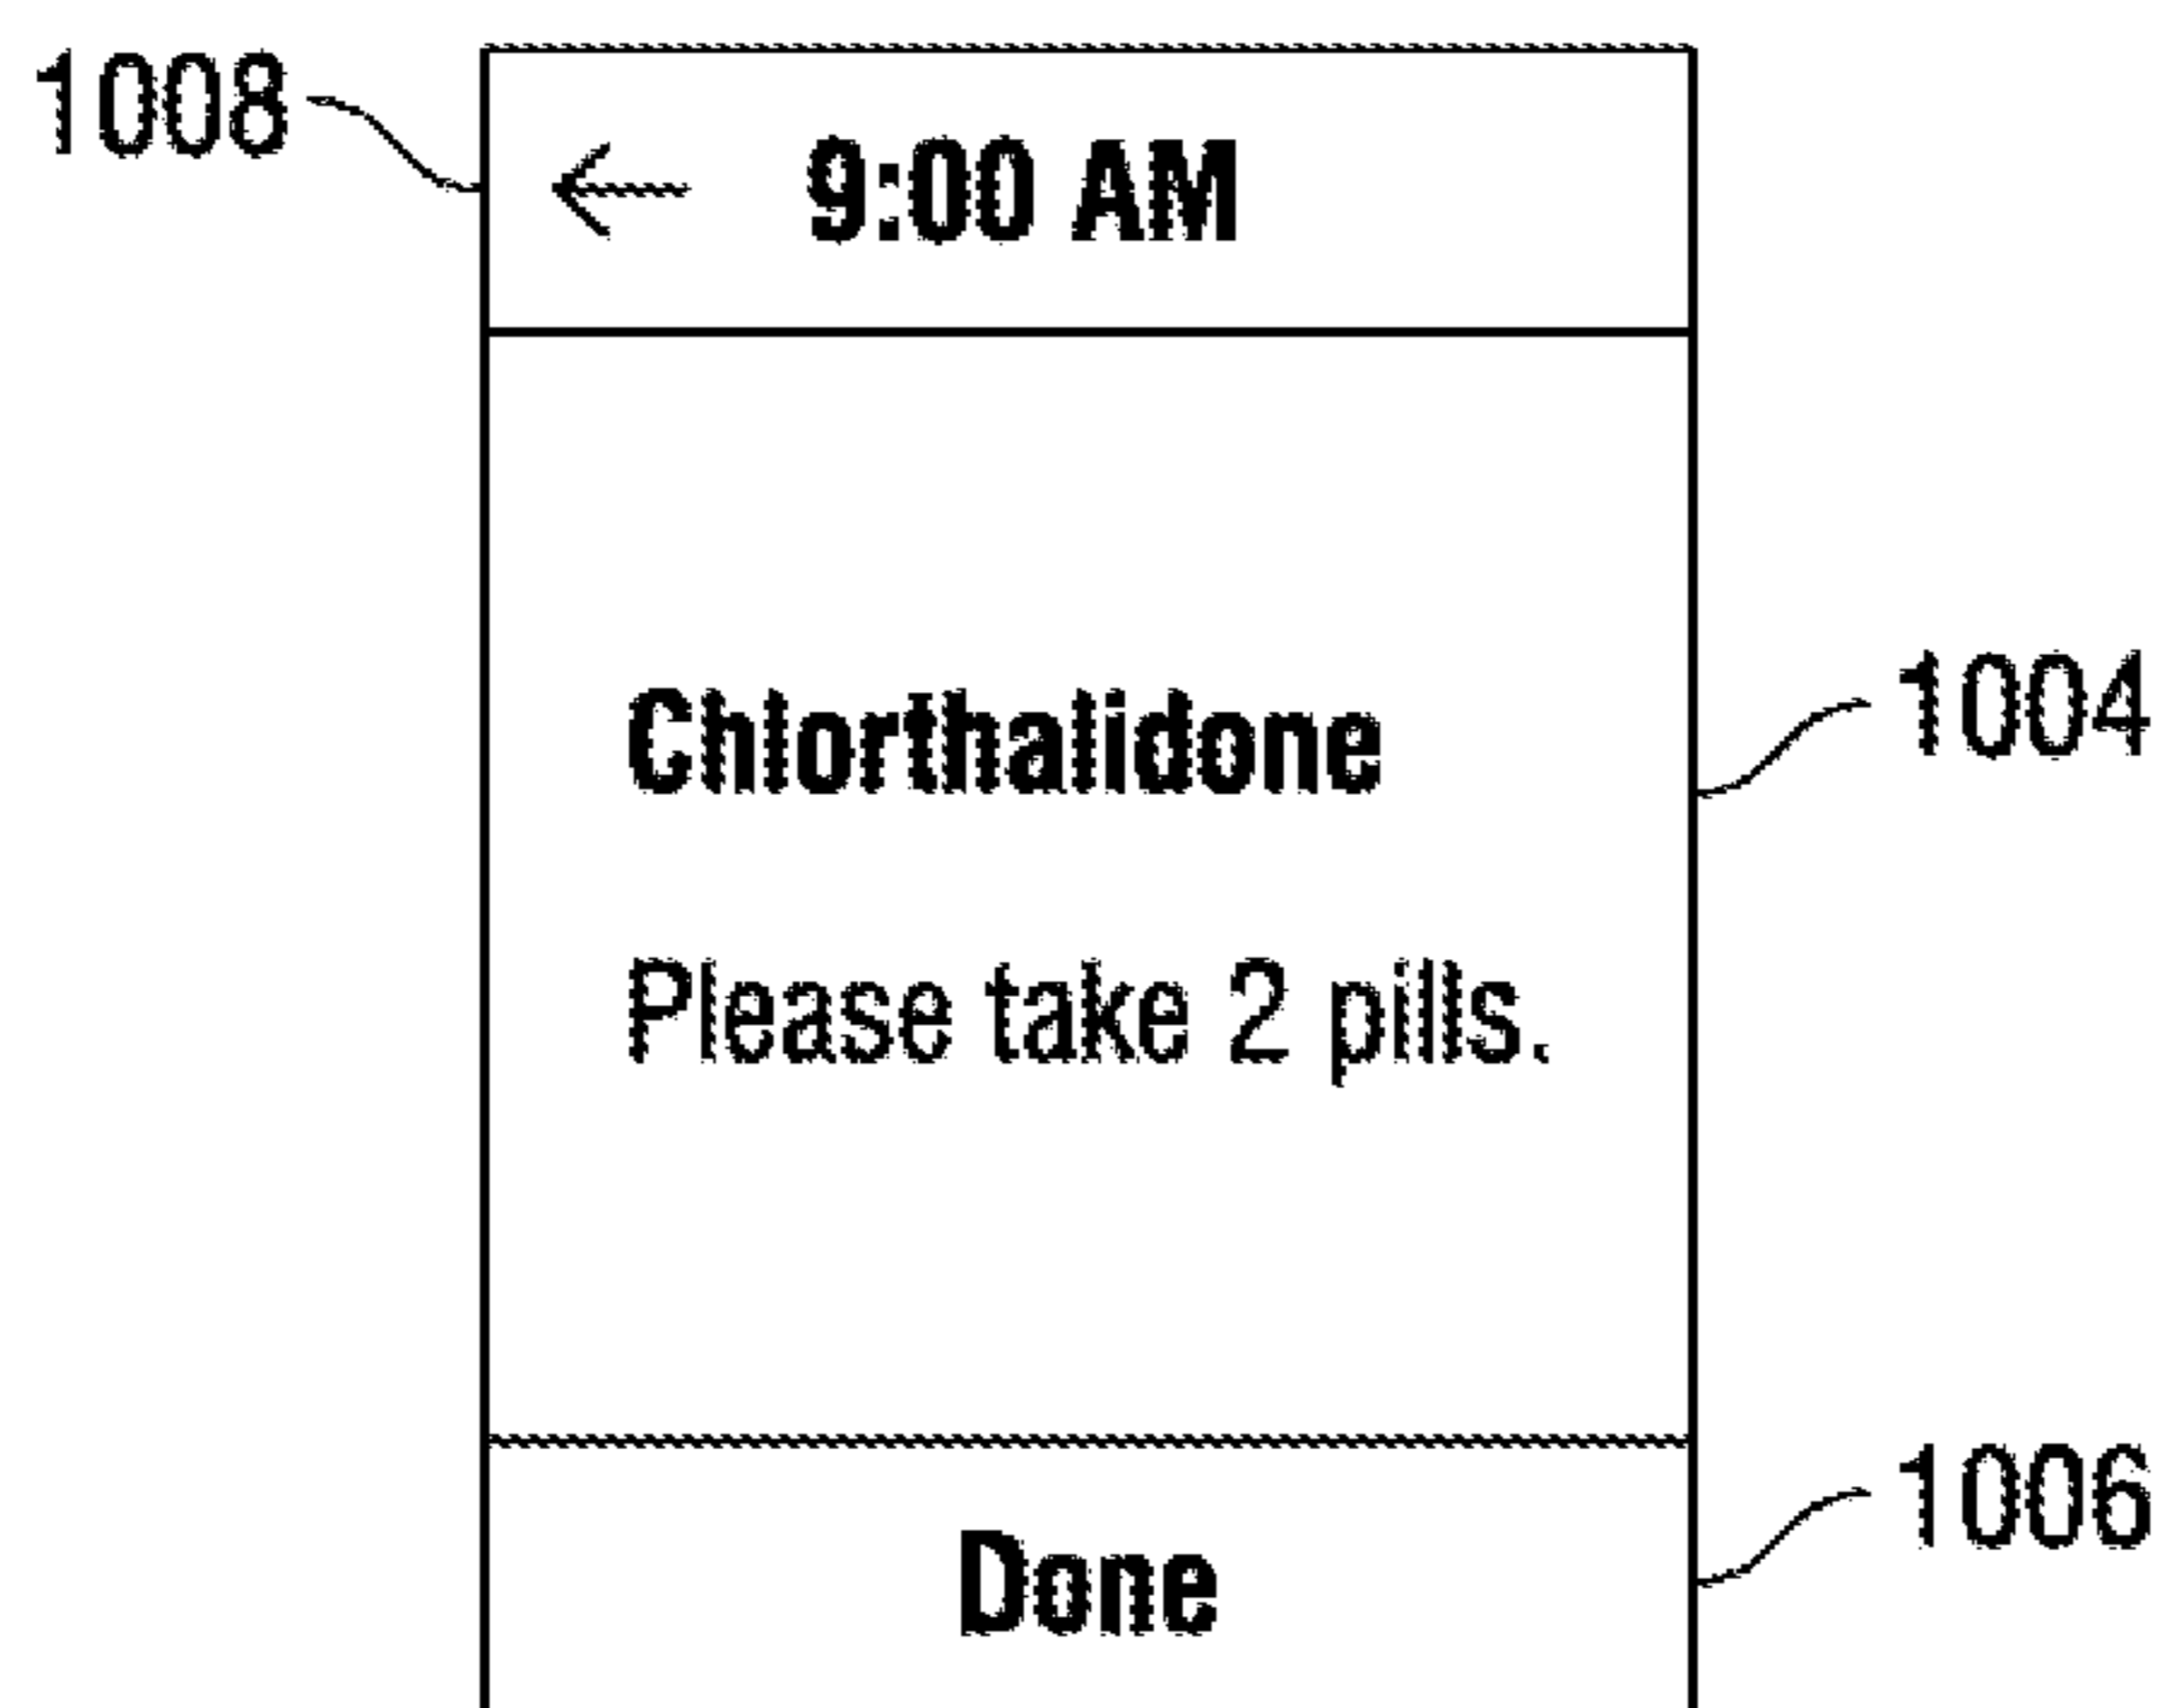 1008
← 9:00 AM
1004
Chlorthalidone
Please take 2 pills.
1006
Done